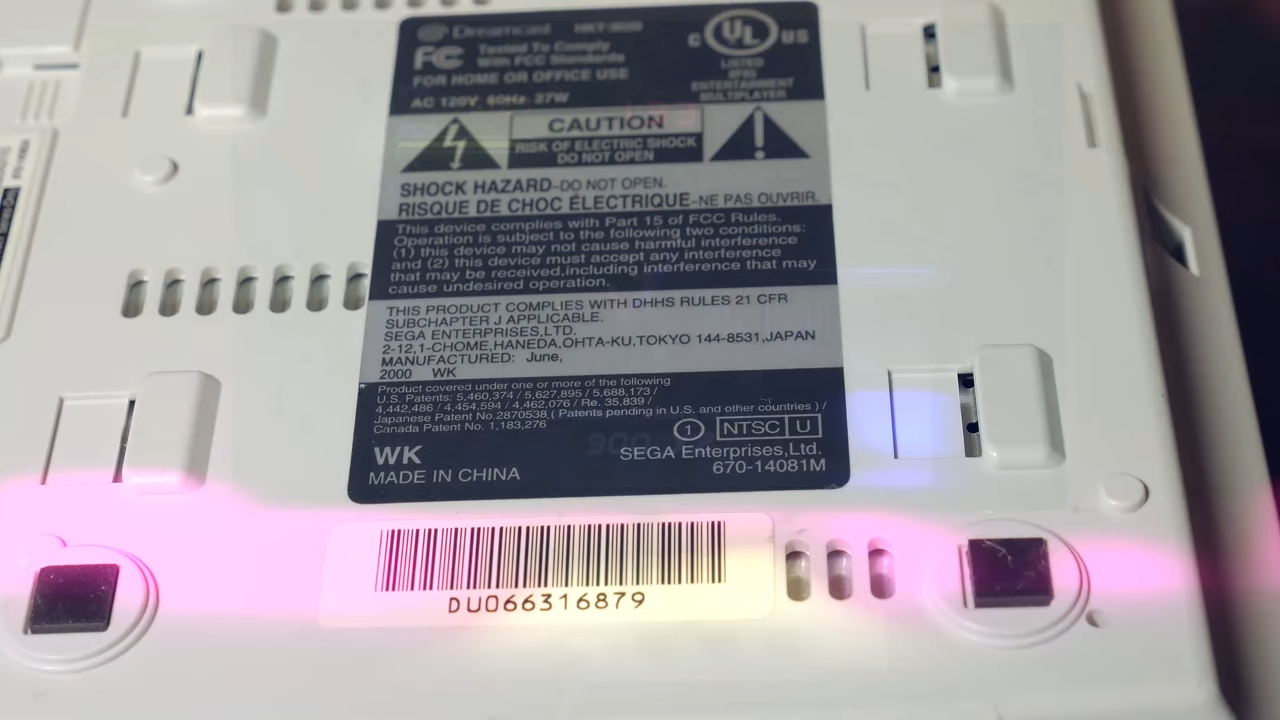 Dreamcast HKT-3020
FC Tested To Comply
With FCC Standards
FOR HOME OR OFFICE USE
AC 120V 60Hz 27W
C UL US
LISTED
ENTERTAINMENT
MULTIPLAYER
CAUTION
RISK OF ELECTRIC SHOCK
DO NOT OPEN
SHOCK HAZARD-DO NOT OPEN.
RISQUE DE CHOC ÉLECTRIQUE-NE PAS OUVRIR.
This device complies with Part 15 of FCC Rules.
Operation is subject to the following two conditions:
(1) this device may not cause harmful interference
and (2) this device must accept any interference
that may be received,including interference that may
cause undesired operation.
THIS PRODUCT COMPLIES WITH DHHS RULES 21 CFR
SUBCHAPTER J APPLICABLE.
SEGA ENTERPRISES,LTD.
2-12,1-CHOME,HANEDA,OHTA-KU,TOKYO 144-8531,JAPAN
MANUFACTURED: June,
2000 WK
Product covered under one or more of the following
U.S. Patents: 5,460,374 / 5,627,895 / 5,688,173 /
4,442,486 / 4,454,594 / 4,462,076 / Re. 35,839 /
Japanese Patent No.2870538,( Patents pending in U.S. and other countries ) /
Canada Patent No. 1,183,276
1 NTSC U
WK
SEGA Enterprises,Ltd.
MADE IN CHINA
670-14081M
DU066316879